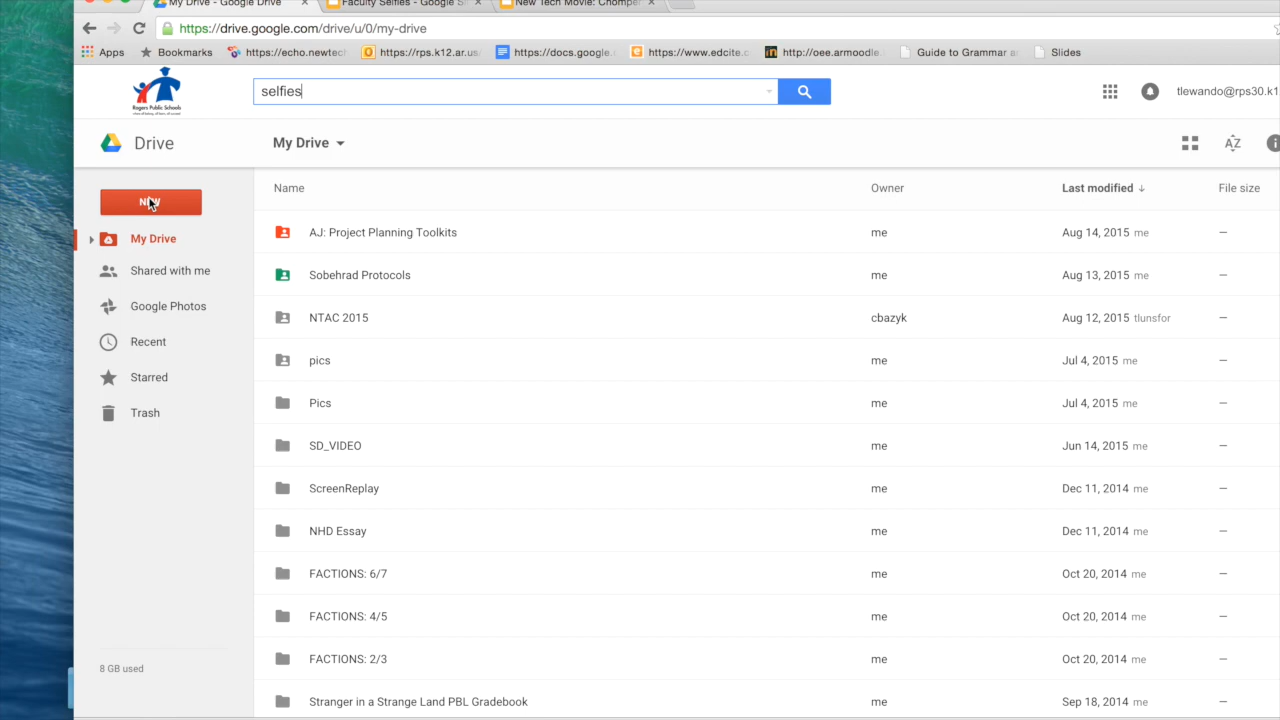 My Drive - Google Drive × Faculty Selfies - Google Sli × New Tech Movie: Chomper ×
https://drive.google.com/drive/u/0/my-drive
Apps Bookmarks https://echo.newtec https://rps.k12.ar.us/ https://docs.google. https://www.edcite.c http://oee.armoodle. Guide to Grammar a Slides
Rogers Public Schools
selfies
tlewando@rps30.k1
Drive My Drive
AZ
NEW
Name Owner Last modified ↓ File size
AJ: Project Planning Toolkits me Aug 14, 2015 me —
My Drive
Sobehrad Protocols me Aug 13, 2015 me —
Shared with me
NTAC 2015 cbazyk Aug 12, 2015 tlunsfor —
Google Photos
pics me Jul 4, 2015 me —
Recent
Pics me Jul 4, 2015 me —
Starred
SD_VIDEO me Jun 14, 2015 me —
Trash
ScreenReplay me Dec 11, 2014 me —
NHD Essay me Dec 11, 2014 me —
FACTIONS: 6/7 me Oct 20, 2014 me —
FACTIONS: 4/5 me Oct 20, 2014 me —
FACTIONS: 2/3 me Oct 20, 2014 me —
8 GB used
Stranger in a Strange Land PBL Gradebook me Sep 18, 2014 me —